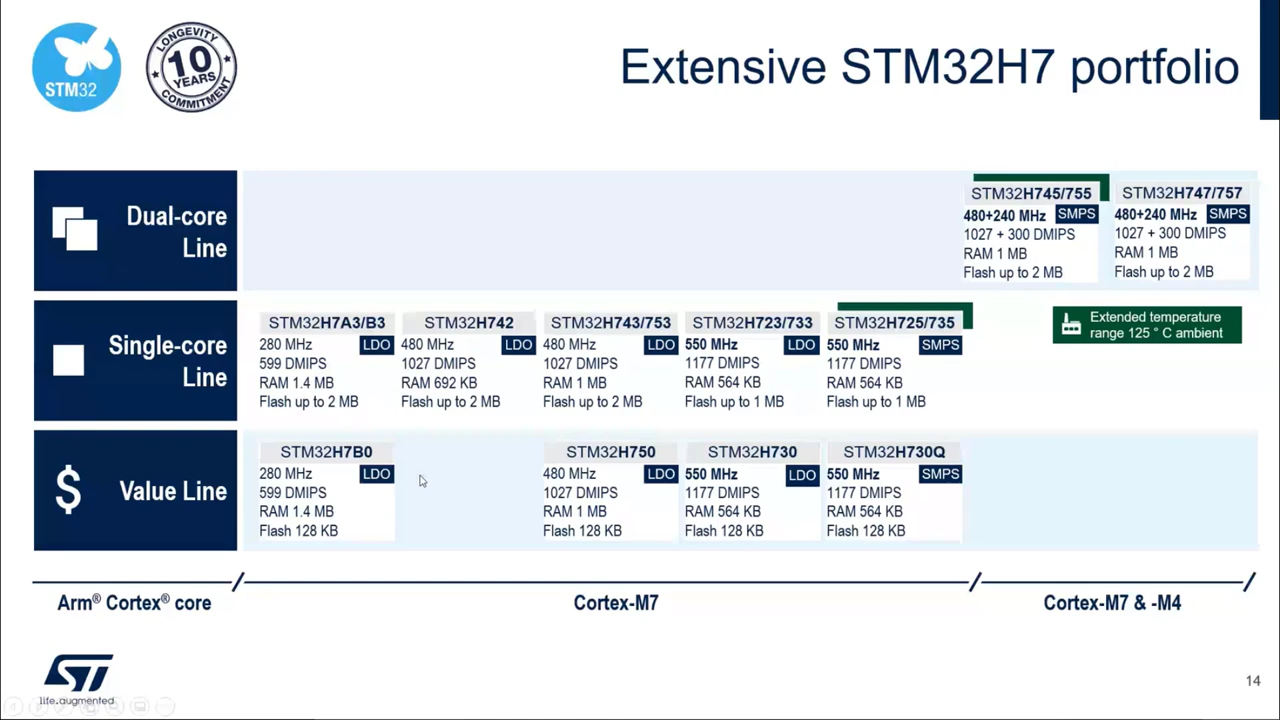 STM32
LONGEVITY
10
YEARS
COMMITMENT
Extensive STM32H7 portfolio
Dual-core
Line
STM32H745/755
480+240 MHz SMPS
1027 + 300 DMIPS
RAM 1 MB
Flash up to 2 MB
STM32H747/757
480+240 MHz SMPS
1027 + 300 DMIPS
RAM 1 MB
Flash up to 2 MB
Single-core
Line
STM32H7A3/B3
280 MHz LDO
599 DMIPS
RAM 1.4 MB
Flash up to 2 MB
STM32H742
480 MHz LDO
1027 DMIPS
RAM 692 KB
Flash up to 2 MB
STM32H743/753
480 MHz LDO
1027 DMIPS
RAM 1 MB
Flash up to 2 MB
STM32H723/733
550 MHz LDO
1177 DMIPS
RAM 564 KB
Flash up to 1 MB
STM32H725/735
550 MHz SMPS
1177 DMIPS
RAM 564 KB
Flash up to 1 MB
Extended temperature
range 125 ° C ambient
$ Value Line
STM32H7B0
280 MHz LDO
599 DMIPS
RAM 1.4 MB
Flash 128 KB
STM32H750
480 MHz LDO
1027 DMIPS
RAM 1 MB
Flash 128 KB
STM32H730
550 MHz LDO
1177 DMIPS
RAM 564 KB
Flash 128 KB
STM32H730Q
550 MHz SMPS
1177 DMIPS
RAM 564 KB
Flash 128 KB
Arm® Cortex® core
Cortex-M7
Cortex-M7 & -M4
ST
life.augmented
14